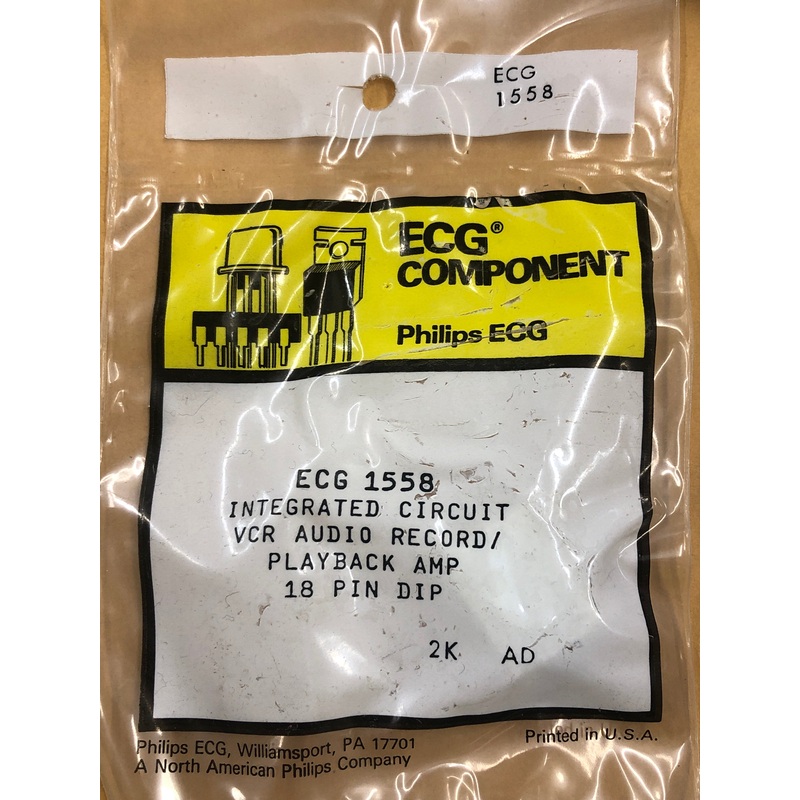 ECG
1558
ECG®
COMPONENT
Philips ECG
ECG 1558
INTEGRATED CIRCUIT
VCR AUDIO RECORD/
PLAYBACK AMP
18 PIN DIP
2K AD
Philips ECG, Williamsport, PA 17701
A North American Philips Company
Printed in U.S.A.